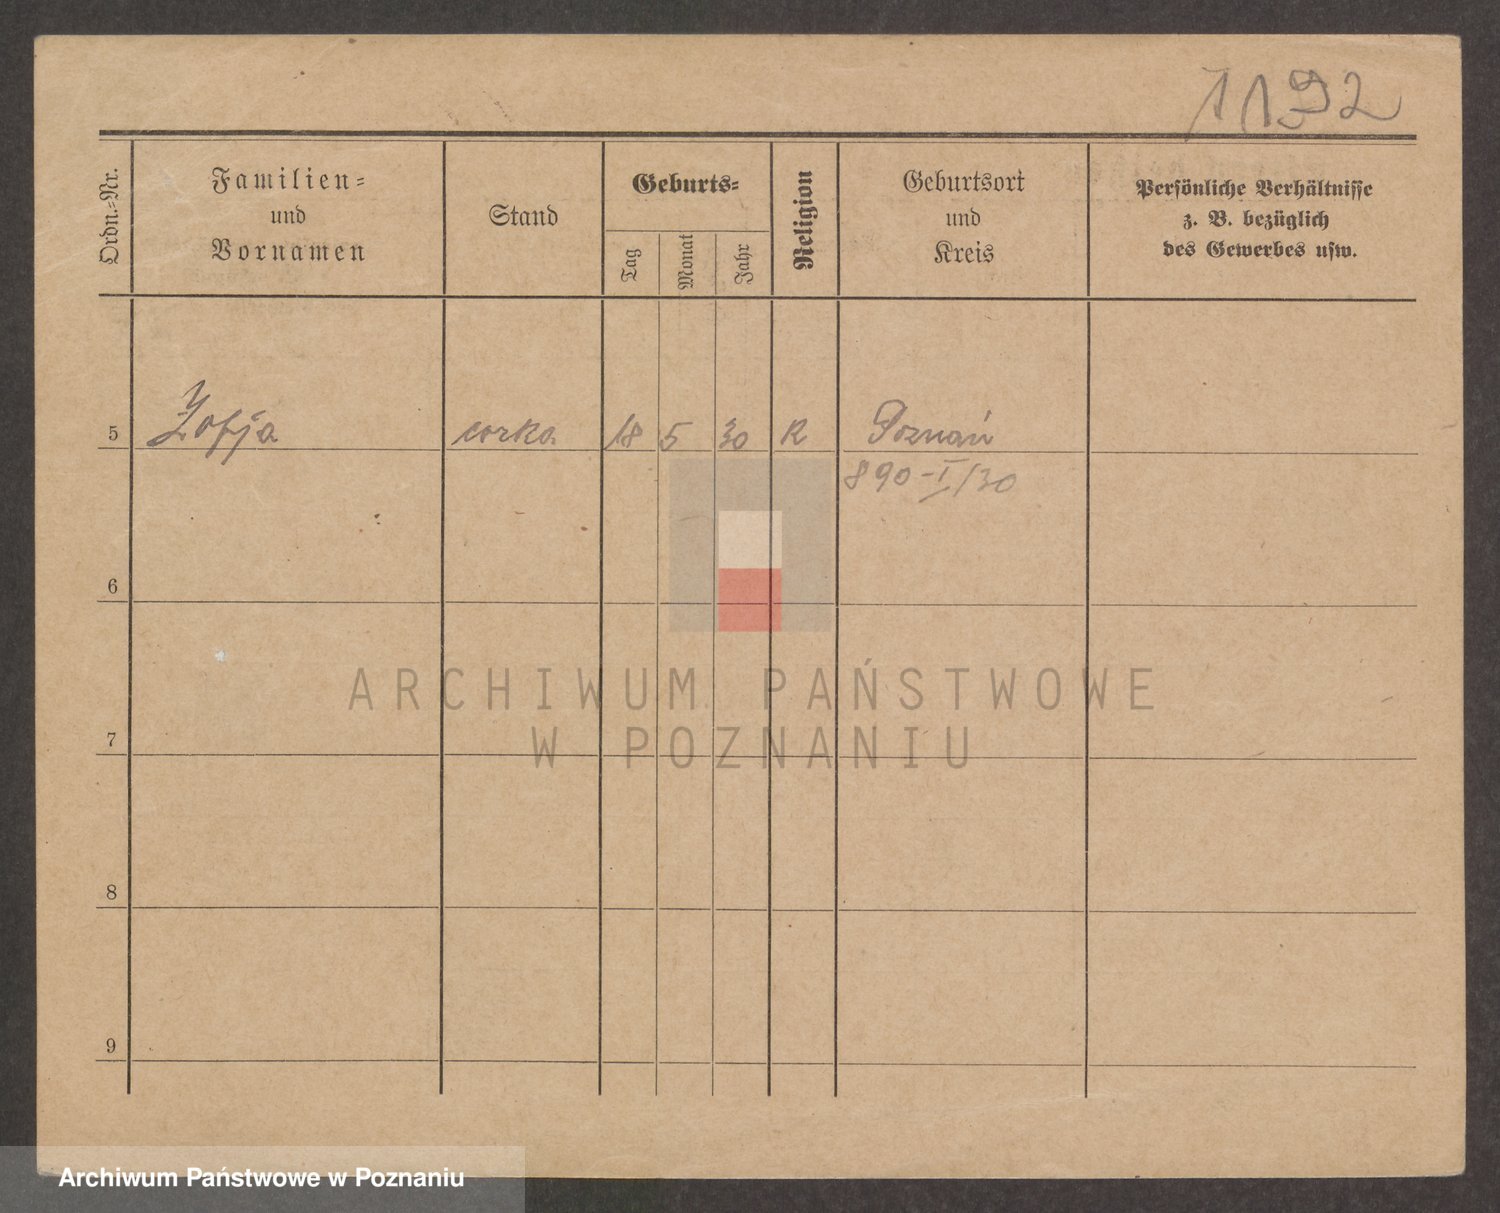 1192
Ordn.-Nr.
Familien-
und
Vornamen
Stand
Geburts-
Tag
Monat
Jahr
Religion
Geburtsort
und
Kreis
Persönliche Verhältnisse
z. B. bezüglich
des Gewerbes usw.
5 Zofja corka 18 5 30 R Poznań
890-I/30
6
7
8
9
ARCHIWUM PAŃSTWOWE
W POZNANIU
Archiwum Państwowe w Poznaniu